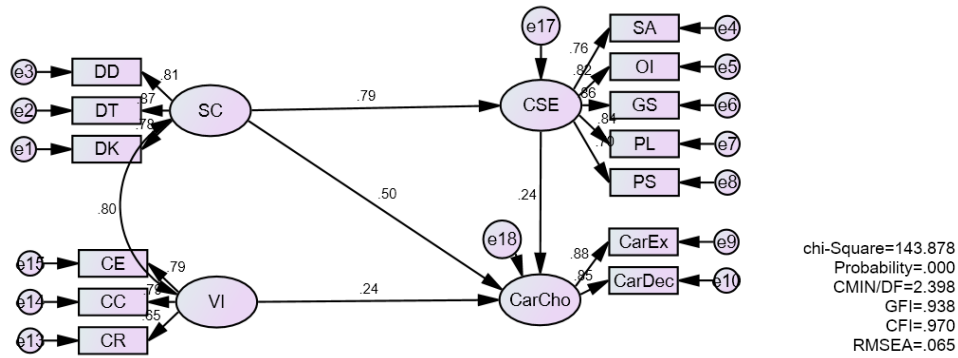 e17
SA
e4
.76
e3
DD
.81
OI
e5
.82
DT
e2
.87
SC
.79
CSE
.86
GS
e6
.84
e1
DK
.78
PL
e7
.70
PS
e8
.80
.50
.24
e18
CarEx
e9
.88
e15
CE
.79
CarDec
e10
.85
e14
CC
VI
.24
CarCho
.65
e13
CR
chi-Square=143.878
Probability=.000
CMIN/DF=2.398
GFI=.938
CFI=.970
RMSEA=.065